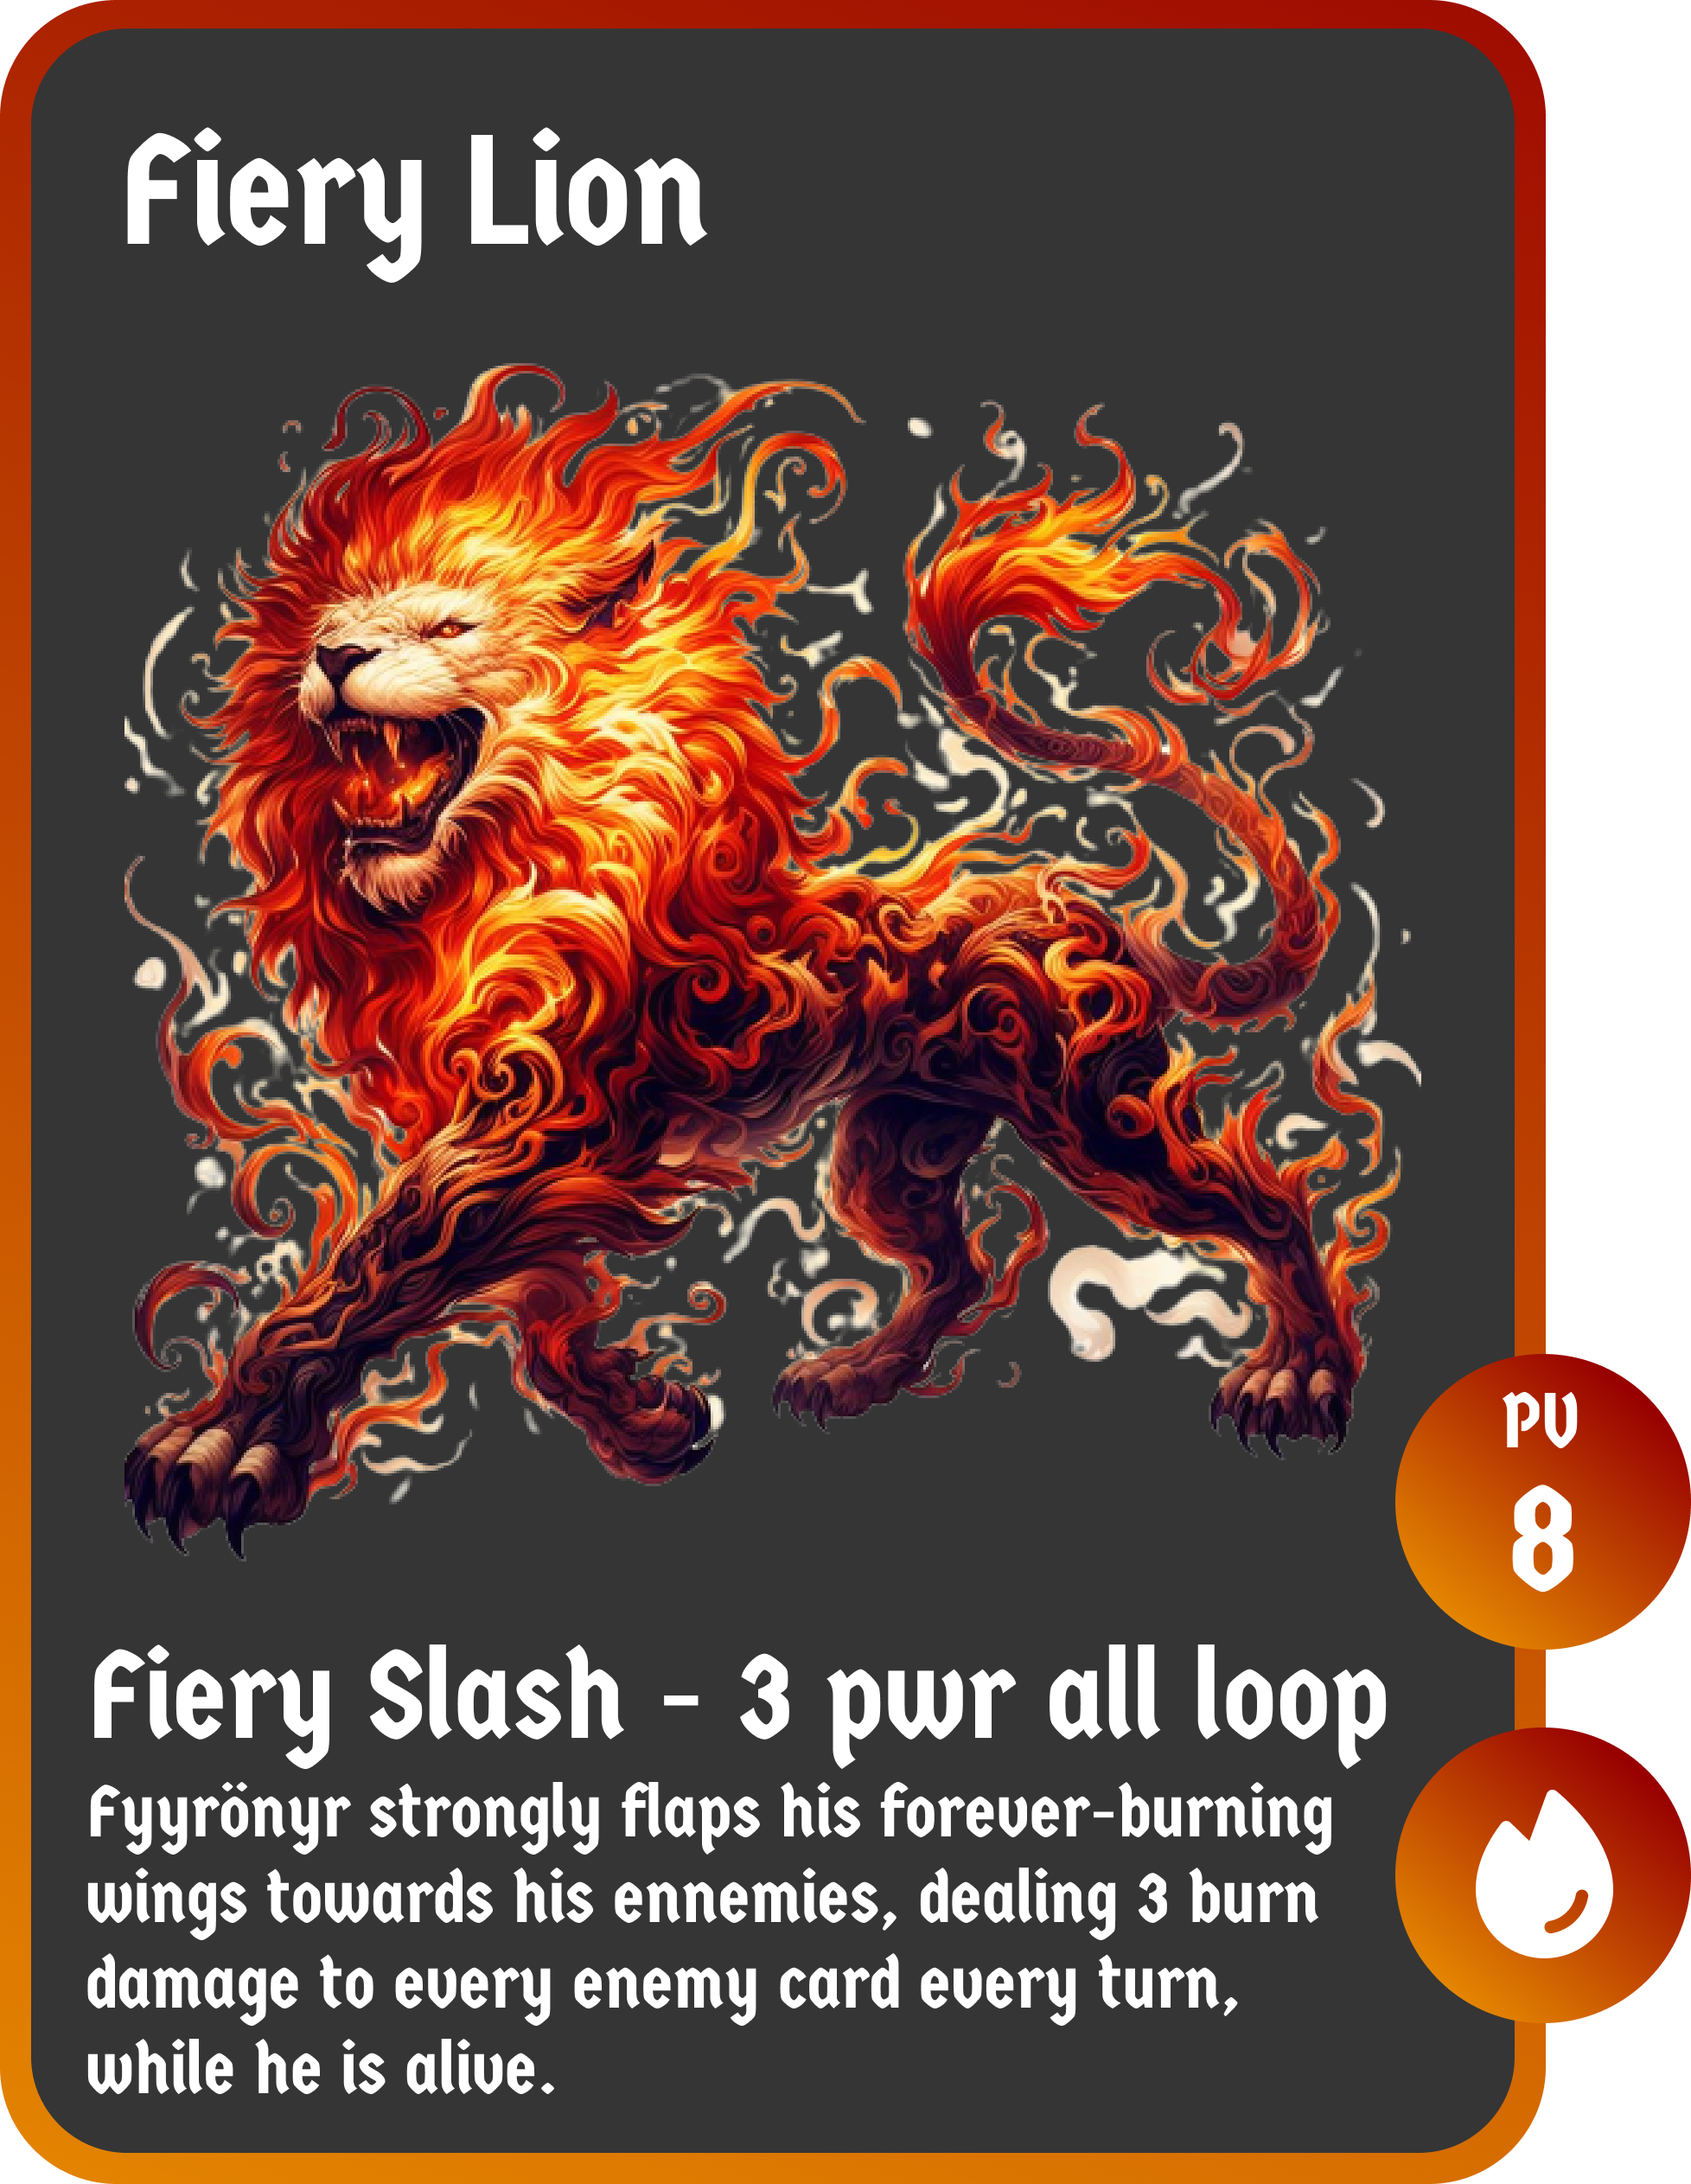 Fiery Lion
PV
8
Fiery Slash - 3 pwr all loop
Fyyrönyr strongly flaps his forever-burning
wings towards his ennemies, dealing 3 burn
damage to every enemy card every turn,
while he is alive.